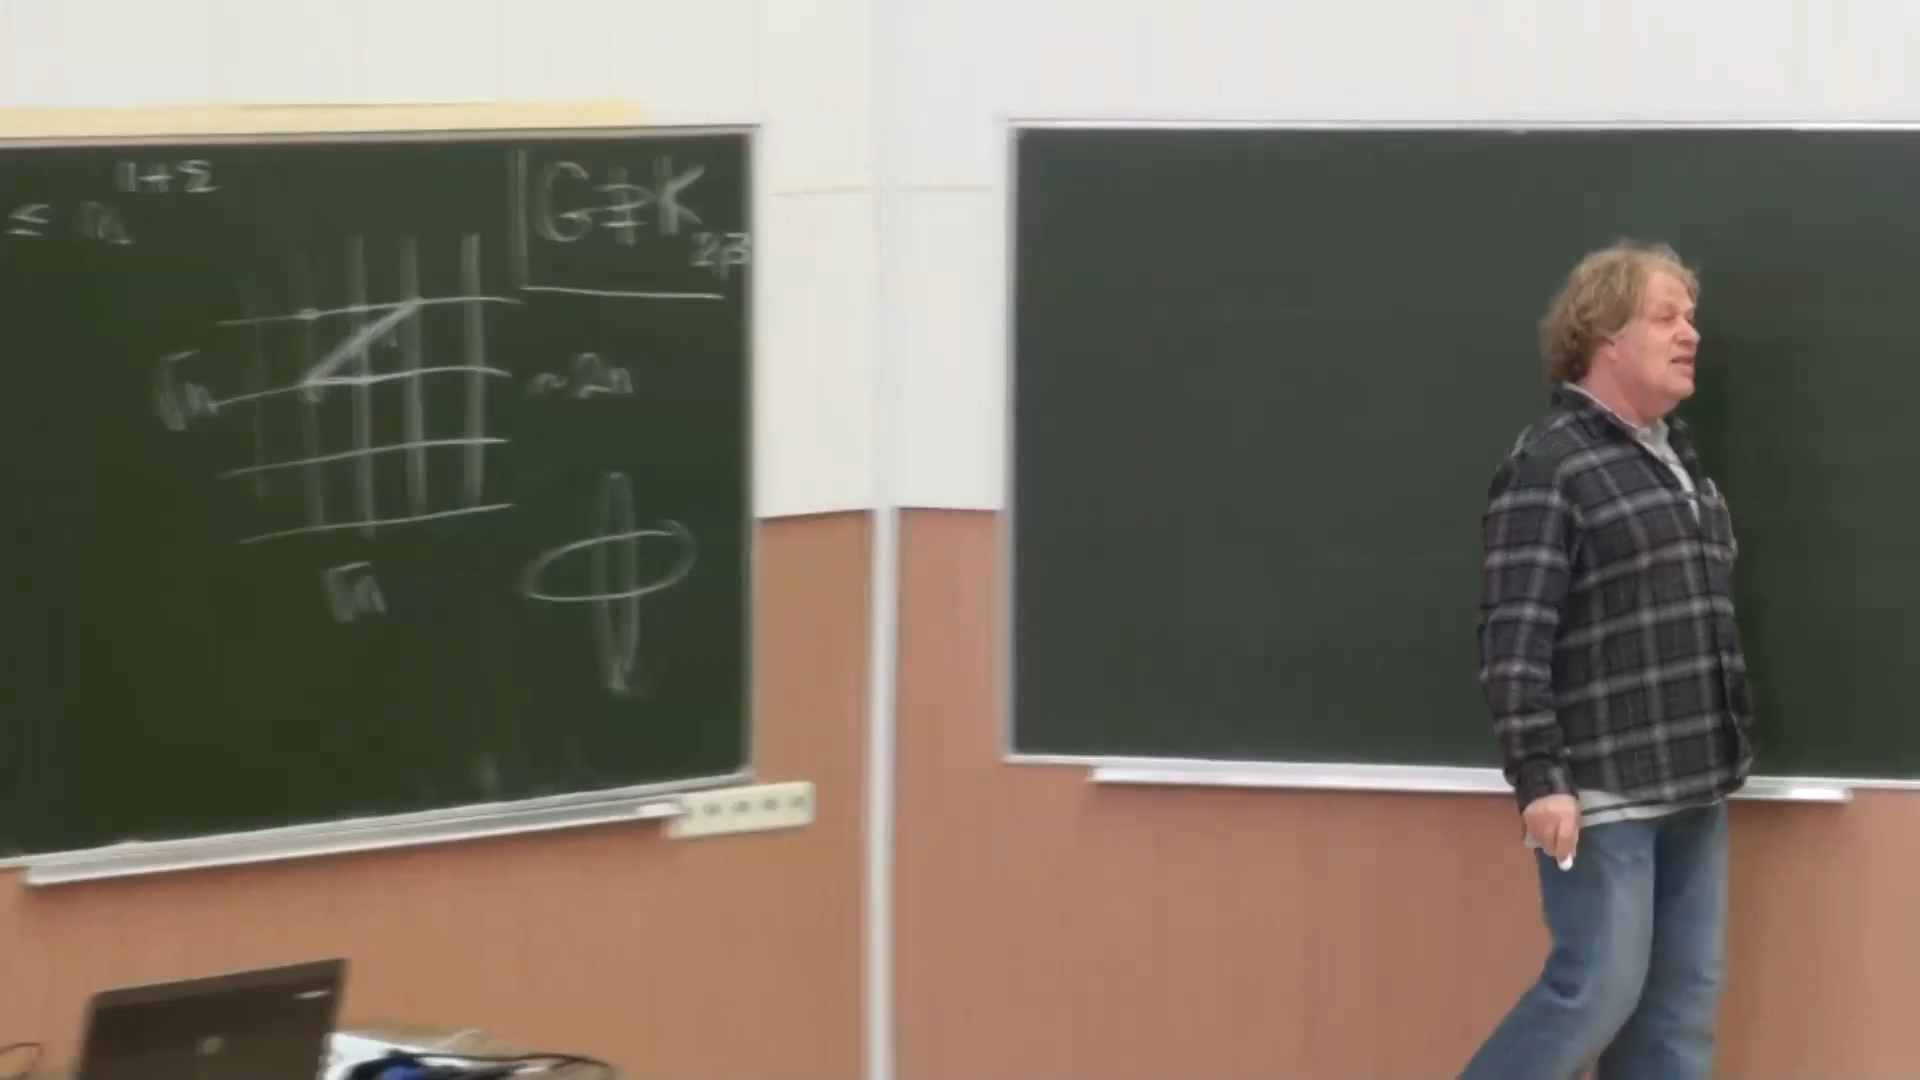 ≤ n^{1+ε}
G ⊉ K_{2,3}
√n
~2n
√n